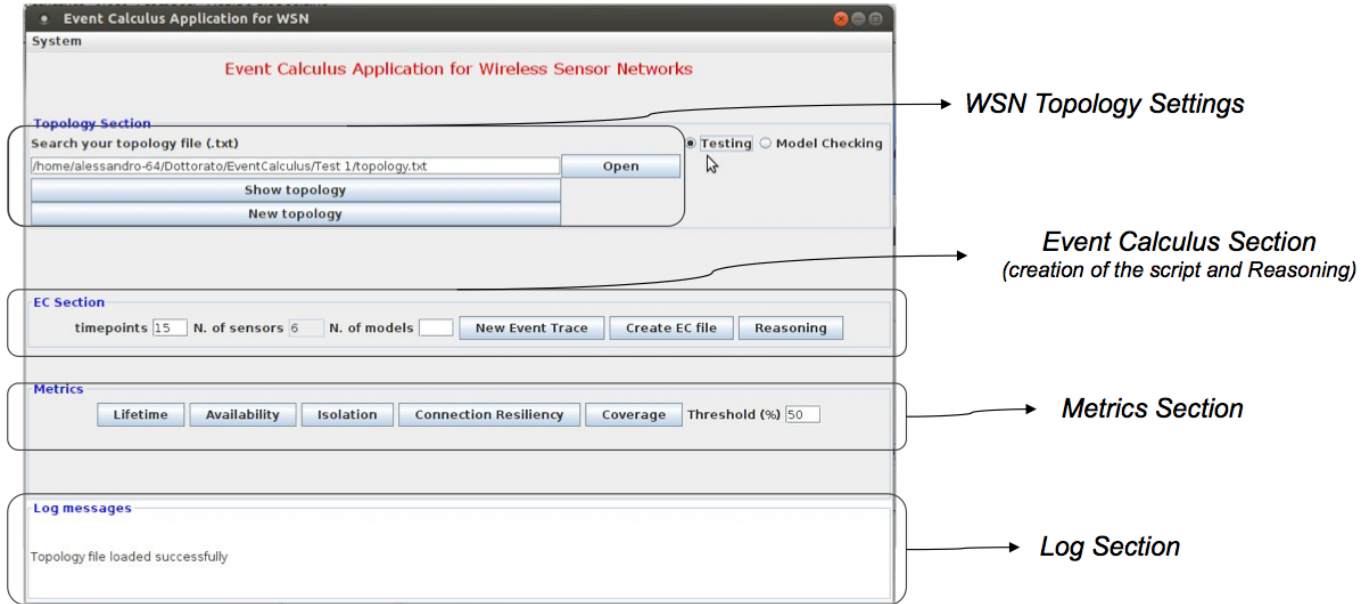 Event Calculus Application for WSN
System
Event Calculus Application for Wireless Sensor Networks
WSN Topology Settings
Topology Section
Search your topology file (.txt)
Testing Model Checking
/home/alessandro-64/Dottorato/EventCalculus/Test 1/topology.txt Open
Show topology
New topology
Event Calculus Section
(creation of the script and Reasoning)
EC Section
timepoints 15 N. of sensors 6 N. of models New Event Trace Create EC file Reasoning
Metrics
Lifetime Availability Isolation Connection Resiliency Coverage Threshold (%) 50
Metrics Section
Log messages
Topology file loaded successfully
Log Section